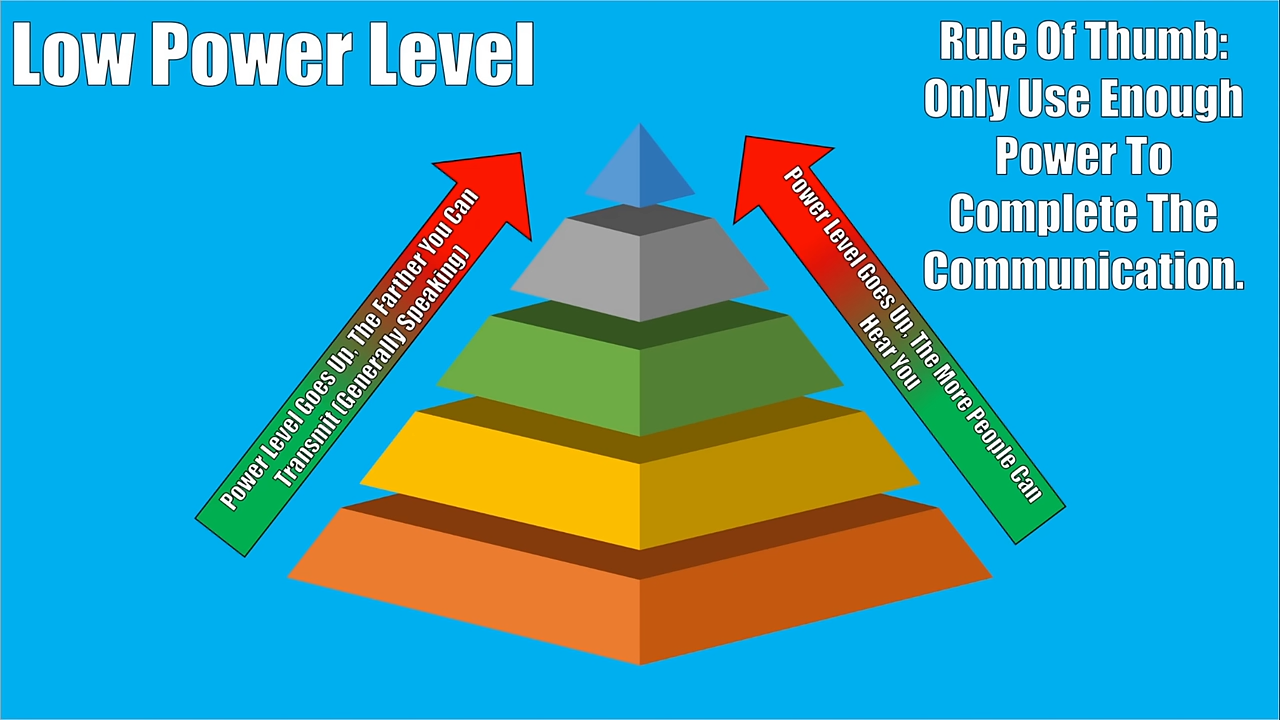 Low Power Level
Rule Of Thumb:
Only Use Enough
Power To
Complete The
Communication.
Power Level Goes Up, The Farther You Can
Transmit (Generally Speaking)
Power Level Goes Up, The More People Can
Hear You